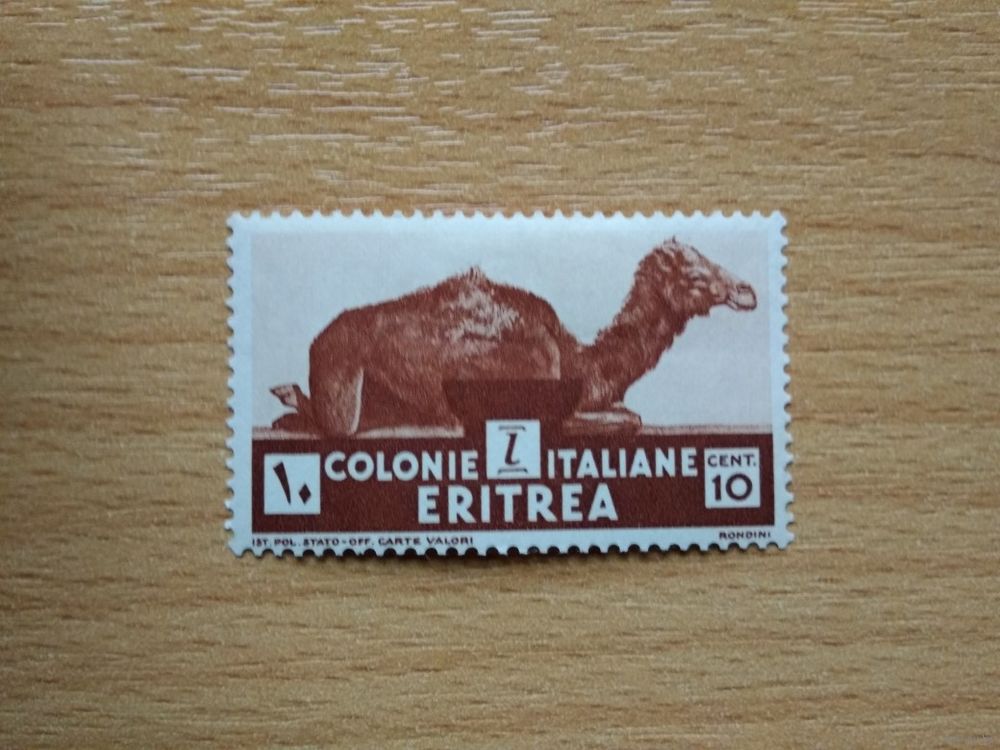 ١٠ COLONIE ፲ ITALIANE CENT. 10
ERITREA
IST. POL. STATO-OFF. CARTE VALORI RONDINI